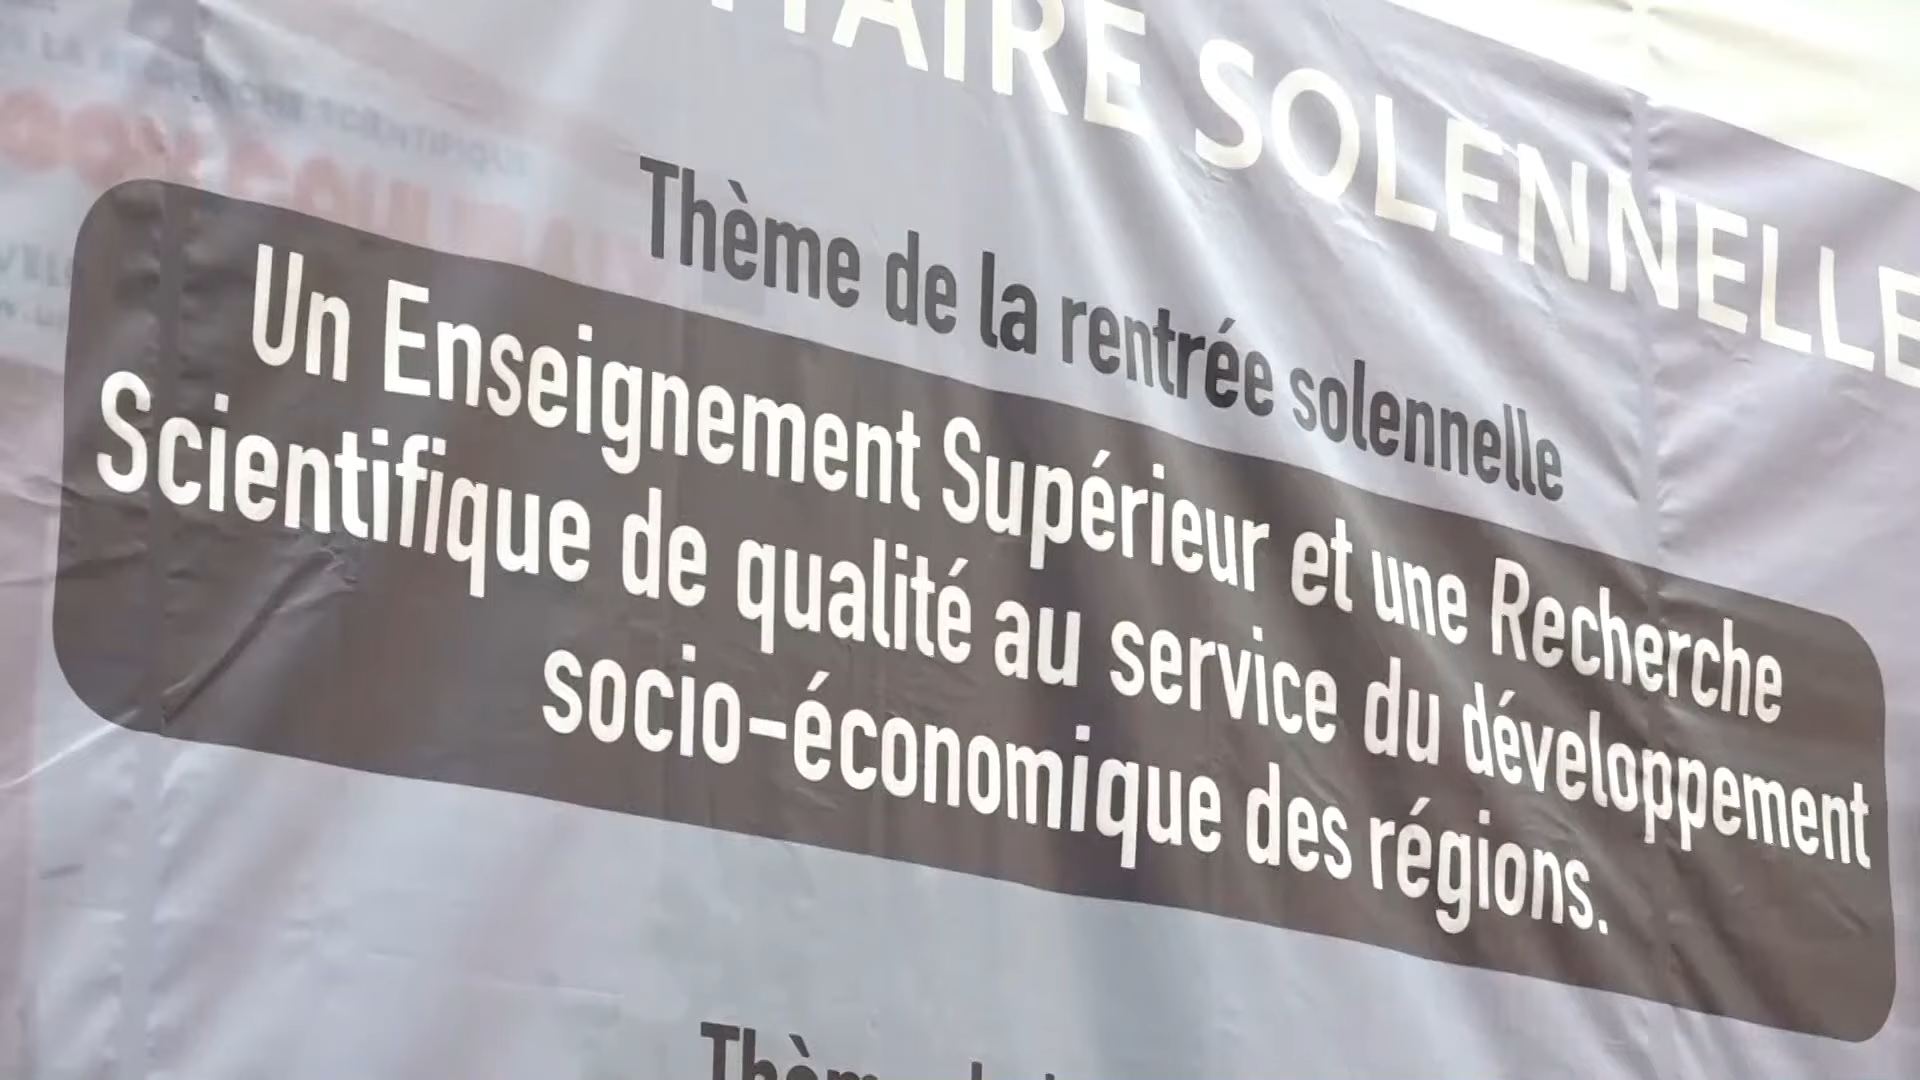 SOLENNELLE
Thème de la rentrée solennelle
Un Enseignement Supérieur et une Recherche
Scientifique de qualité au service du développement
socio-économique des régions.